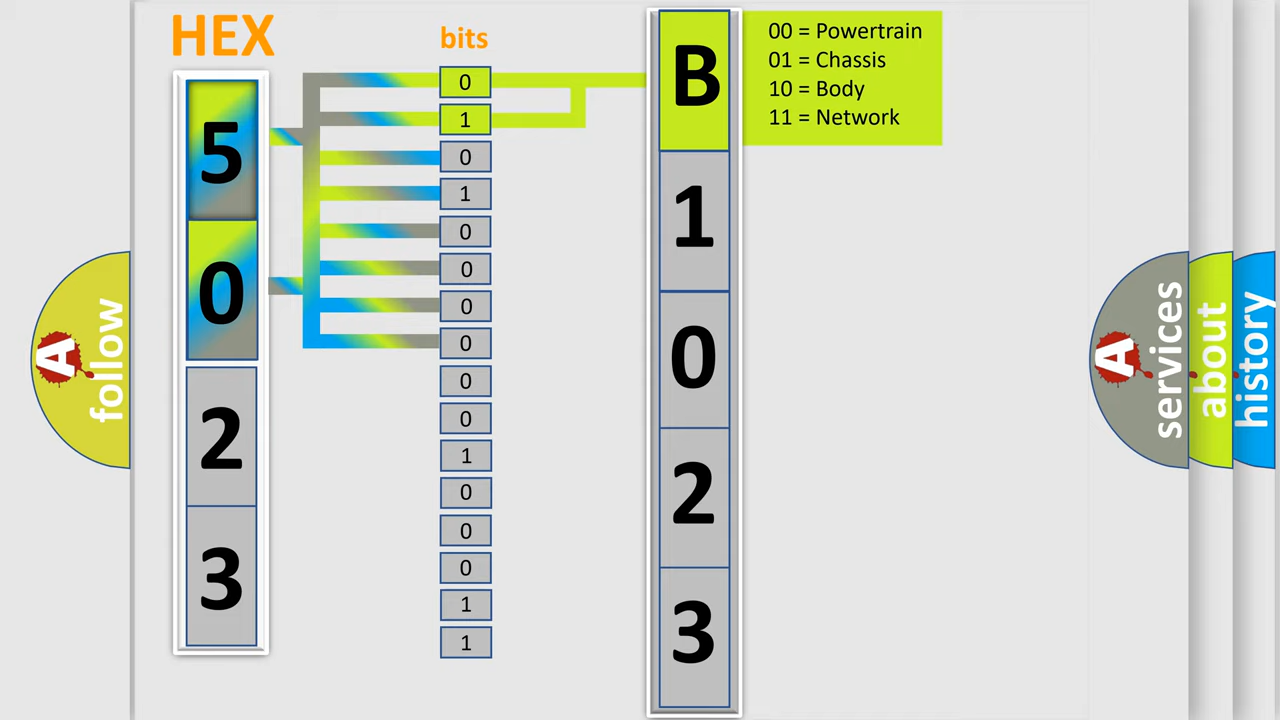 HEX
bits
5
0
2
3
0
1
0
1
0
0
0
0
0
0
1
0
0
0
1
1
B
1
0
2
3
00 = Powertrain
01 = Chassis
10 = Body
11 = Network
A
follow
A
services
about
history